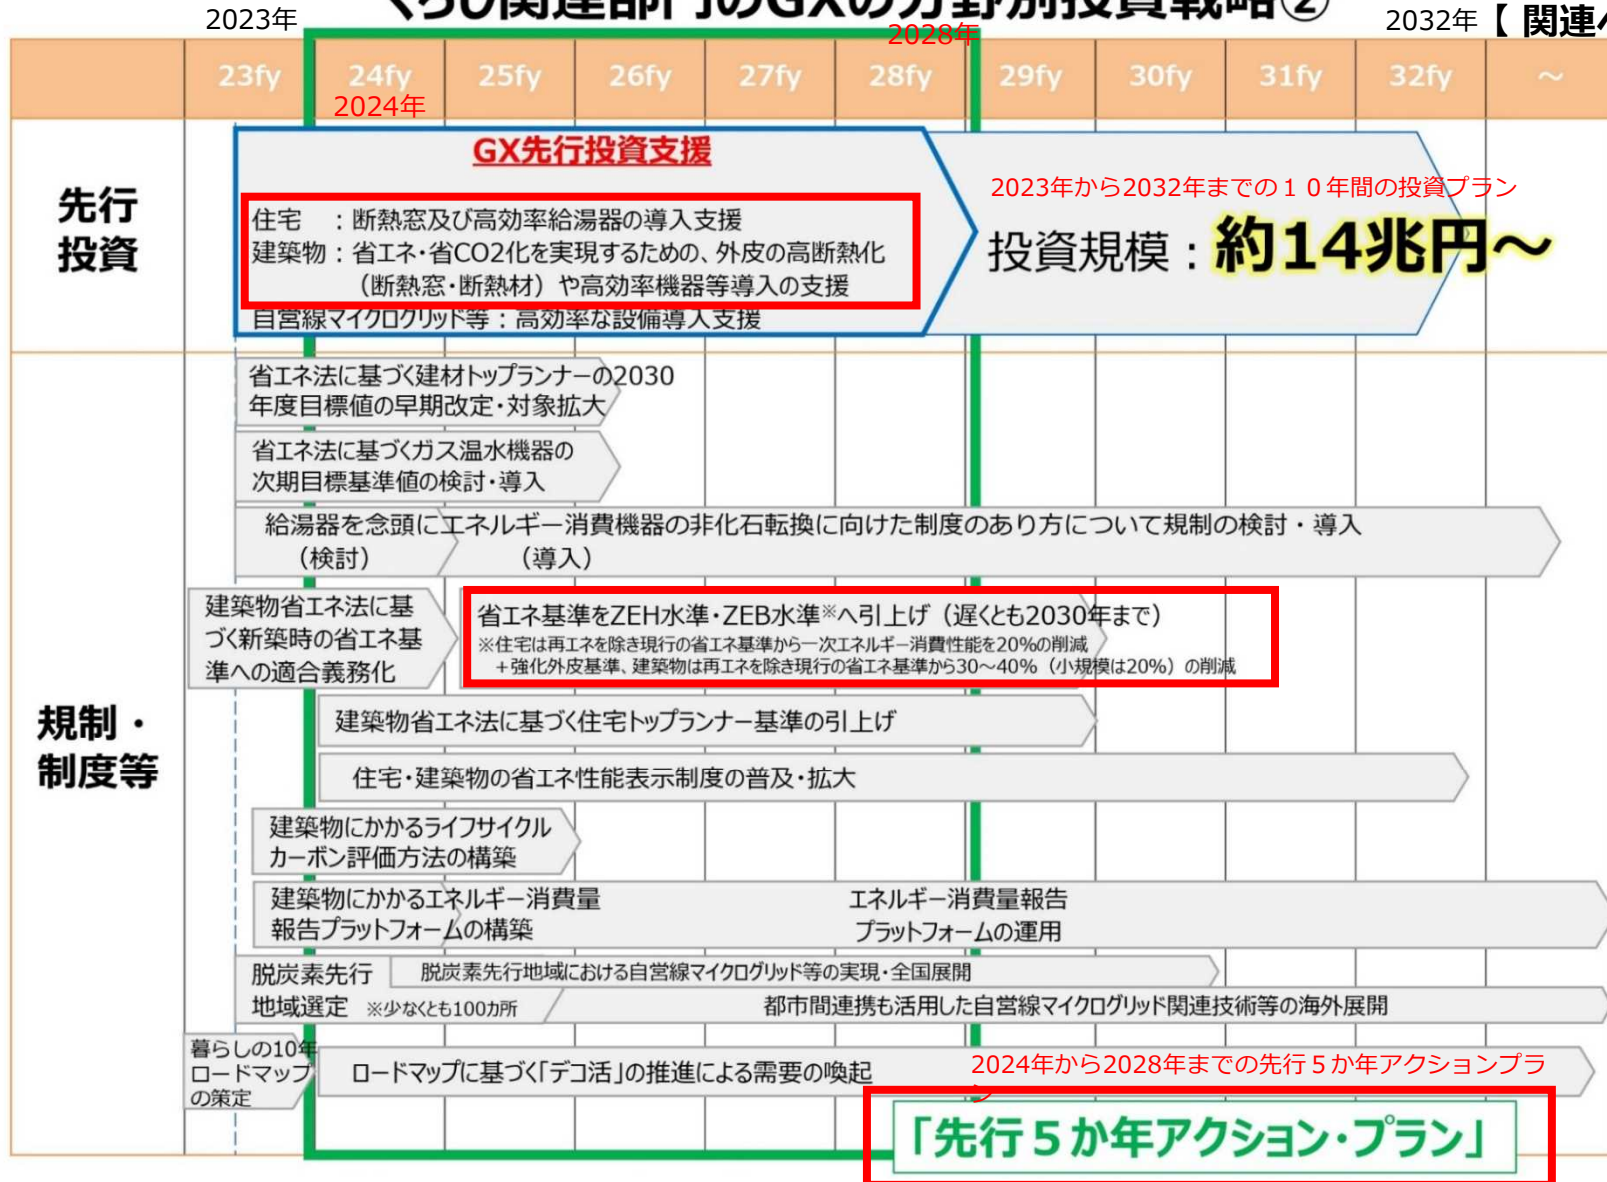 くらし関連部門のGXの分野別投資戦略②
2023年
2028年
2032年【 関連
23fy 24fy 25fy 26fy 27fy 28fy 29fy 30fy 31fy 32fy ～
2024年
先行
投資
GX先行投資支援
住宅 ：断熱窓及び高効率給湯器の導入支援
建築物：省エネ・省CO2化を実現するための、外皮の高断熱化
（断熱窓・断熱材）や高効率機器等導入の支援
自営線マイクログリッド等：高効率な設備導入支援
2023年から2032年までの１０年間の投資プラン
投資規模：約14兆円～
規制・
制度等
省エネ法に基づく建材トップランナーの2030
年度目標値の早期改定・対象拡大
省エネ法に基づくガス温水機器の
次期目標基準値の検討・導入
給湯器を念頭にエネルギー消費機器の非化石転換に向けた制度のあり方について規制の検討・導入
（検討） （導入）
建築物省エネ法に基
づく新築時の省エネ基
準への適合義務化
省エネ基準をZEH水準・ZEB水準※へ引上げ（遅くとも2030年まで）
※住宅は再エネを除き現行の省エネ基準から一次エネルギー消費性能を20%の削減
＋強化外皮基準、建築物は再エネを除き現行の省エネ基準から30～40%（小規模は20%）の削減
建築物省エネ法に基づく住宅トップランナー基準の引上げ
住宅・建築物の省エネ性能表示制度の普及・拡大
建築物にかかるライフサイクル
カーボン評価方法の構築
建築物にかかるエネルギー消費量
報告プラットフォームの構築
エネルギー消費量報告
プラットフォームの運用
脱炭素先行
地域選定 ※少なくとも100カ所
脱炭素先行地域における自営線マイクログリッド等の実現・全国展開
都市間連携も活用した自営線マイクログリッド関連技術等の海外展開
暮らしの10年
ロードマップ
の策定
ロードマップに基づく「デコ活」の推進による需要の喚起
2024年から2028年までの先行５か年アクションプラ
ン
「先行５か年アクション・プラン」